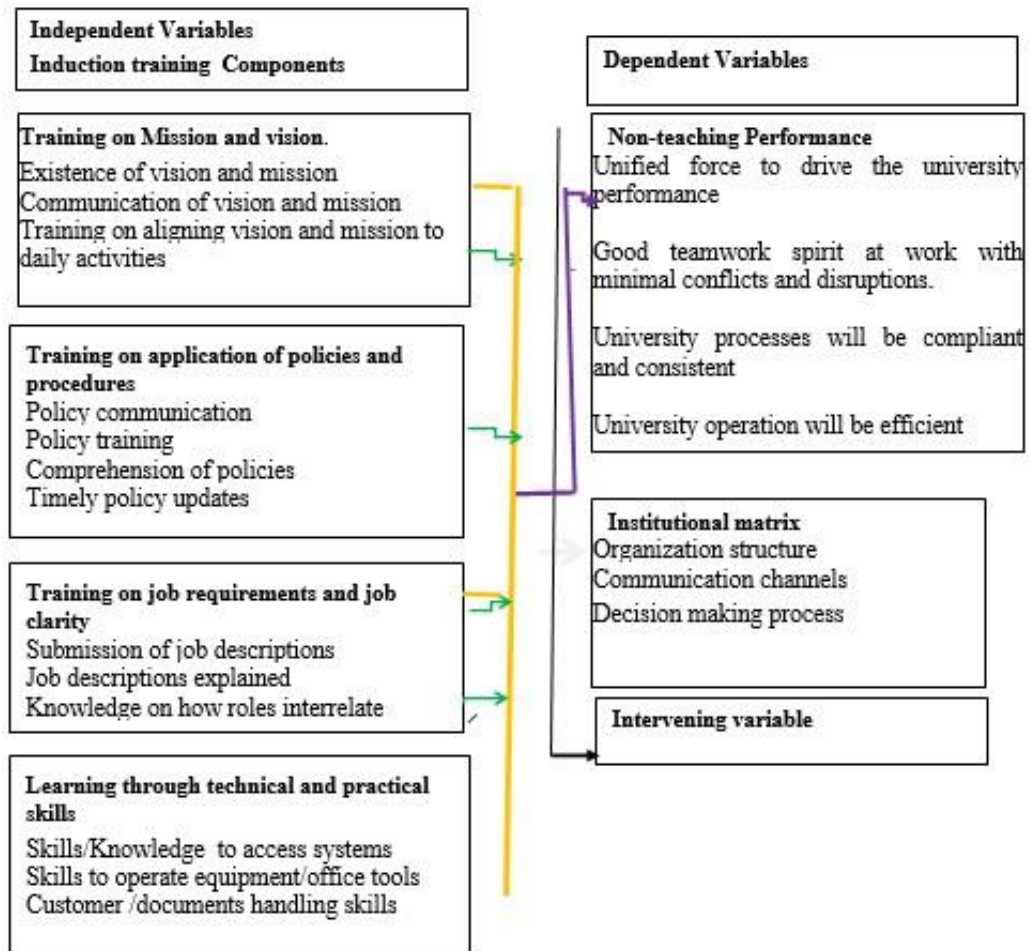 Independent Variables
Induction training Components
Training on Mission and vision.
Existence of vision and mission
Communication of vision and mission
Training on aligning vision and mission to
daily activities
Training on application of policies and
procedures
Policy communication
Policy training
Comprehension of policies
Timely policy updates
Training on job requirements and job
clarity
Submission of job descriptions
Job descriptions explained
Knowledge on how roles interrelate
Learning through technical and practical
skills
Skills/Knowledge to access systems
Skills to operate equipment/office tools
Customer /documents handling skills
Dependent Variables
Non-teaching Performance
Unified force to drive the university
performance
Good teamwork spirit at work with
minimal conflicts and disruptions.
University processes will be compliant
and consistent
University operation will be efficient
Institutional matrix
Organization structure
Communication channels
Decision making process
Intervening variable